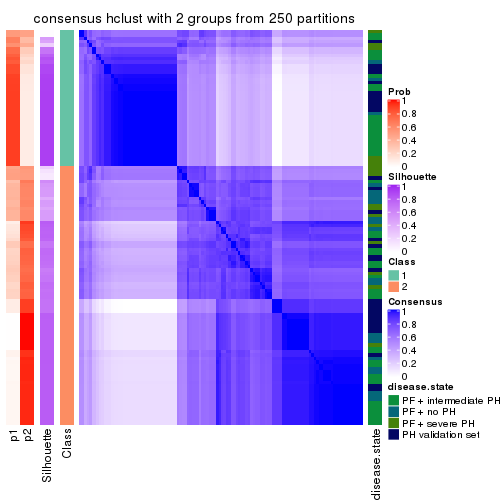 consensus hclust with 2 groups from 250 partitions
Prob
1
0.8
0.6
0.4
0.2
0
Silhouette
1
0.8
0.6
0.4
0.2
0
Class
1
2
Consensus
1
0.8
0.6
0.4
0.2
0
disease.state
PF + intermediate PH
PF + no PH
PF + severe PH
PH validation set
p1
p2
Silhouette
Class
disease.state